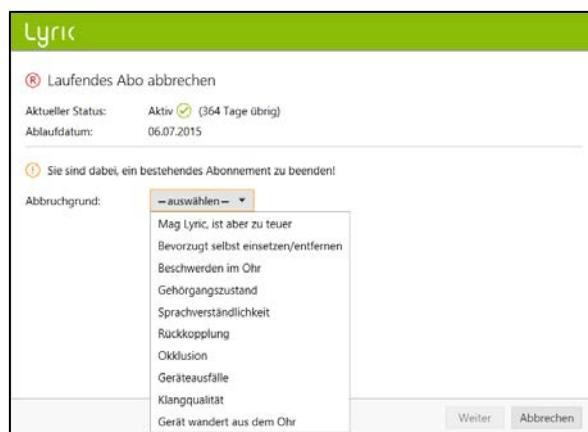 Lyric
R Laufendes Abo abbrechen
Aktueller Status: Aktiv (364 Tage übrig)
Ablaufdatum: 06.07.2015
! Sie sind dabei, ein bestehendes Abonnement zu beenden!
Abbruchgrund: – auswählen –
Mag Lyric, ist aber zu teuer
Bevorzugt selbst einsetzen/entfernen
Beschwerden im Ohr
Gehörgangszustand
Sprachverständlichkeit
Rückkopplung
Okklusion
Geräteausfälle
Klangqualität
Gerät wandert aus dem Ohr
Weiter Abbrechen